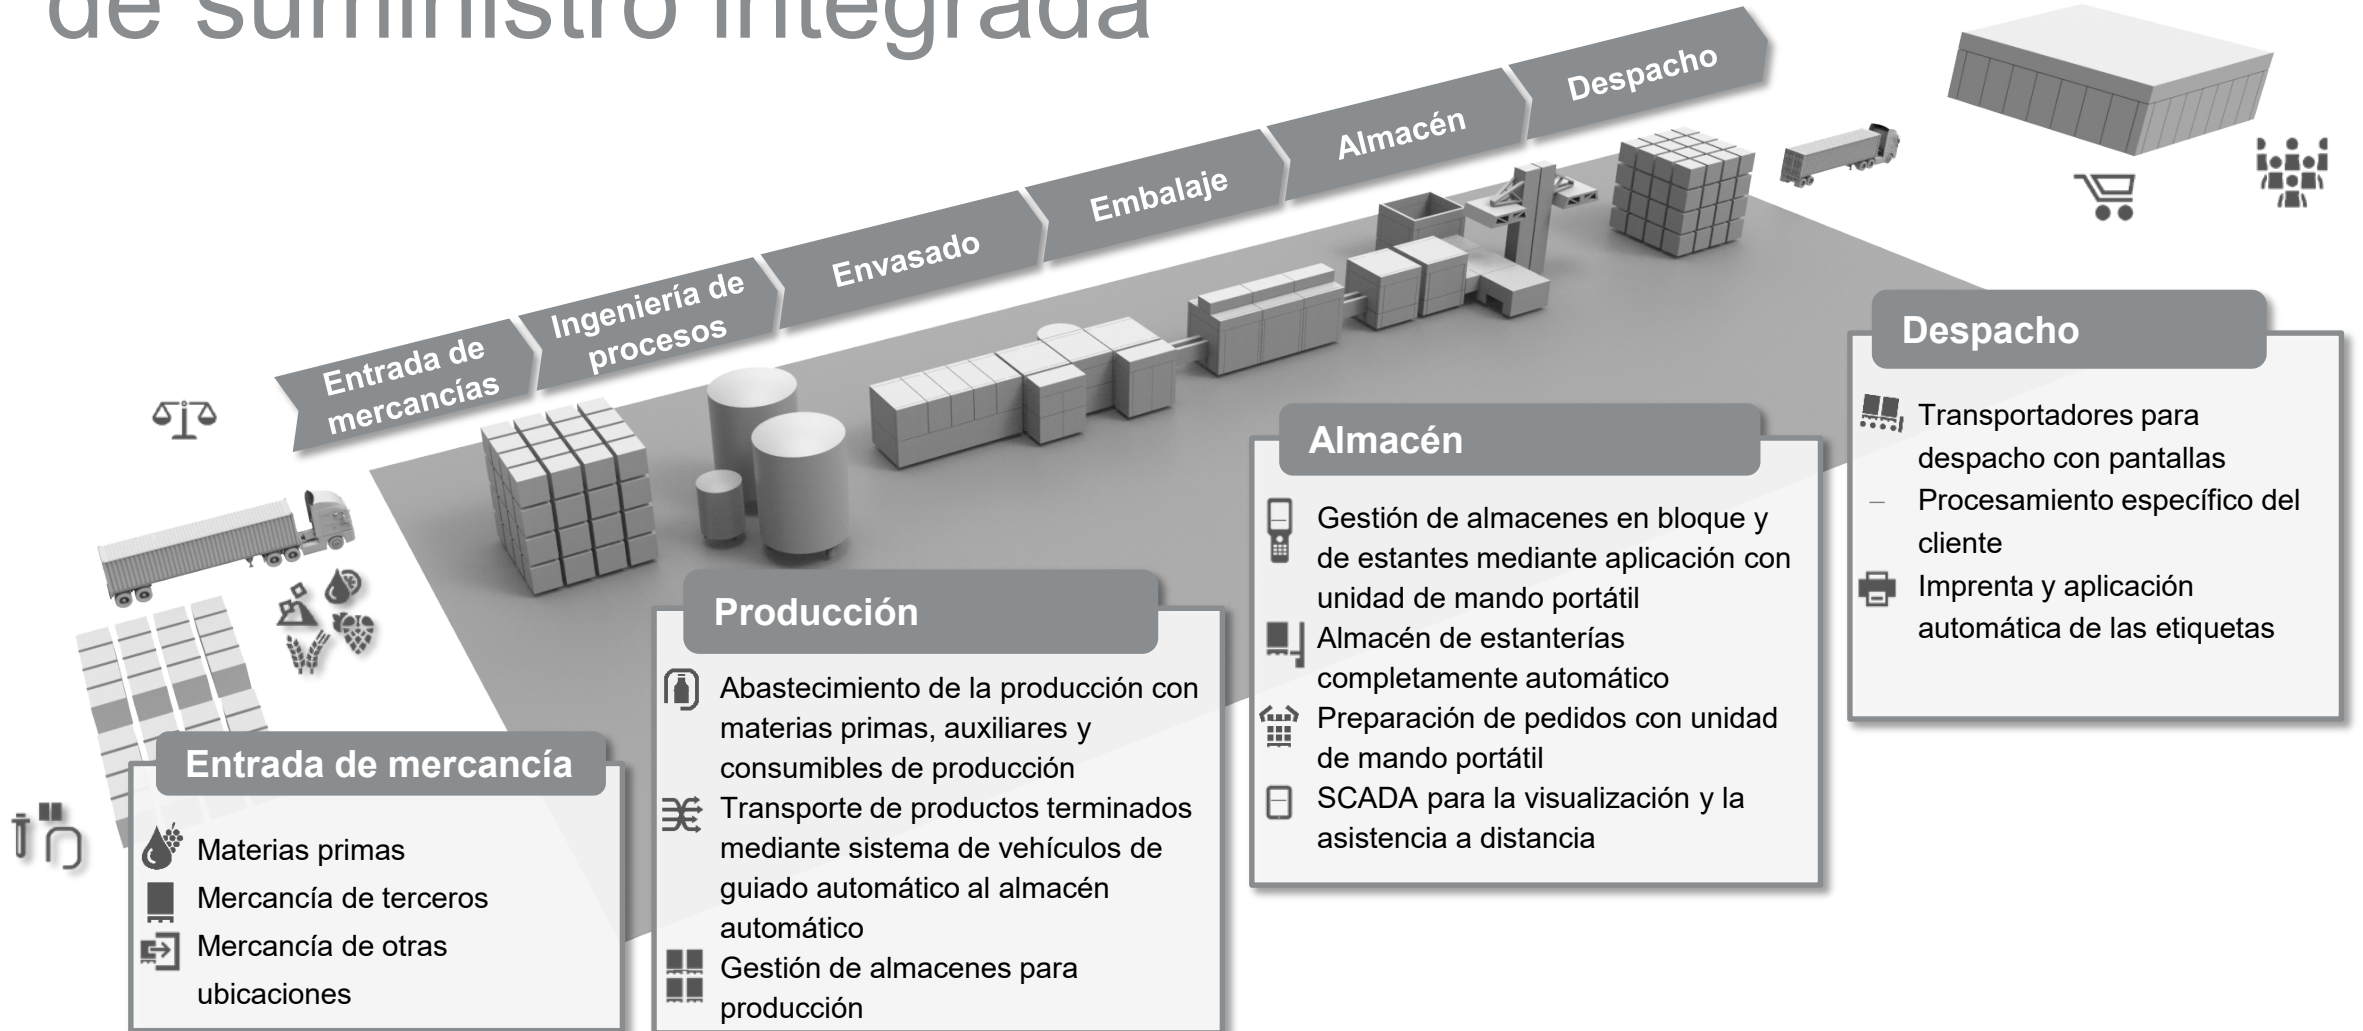 de suministro integrada
Entrada de
mercancías
Ingeniería de
procesos
Envasado
Embalaje
Almacén
Despacho
Entrada de mercancía
Materias primas
Mercancía de terceros
Mercancía de otras
ubicaciones
Producción
Abastecimiento de la producción con
materias primas, auxiliares y
consumibles de producción
Transporte de productos terminados
mediante sistema de vehículos de
guiado automático al almacén
automático
Gestión de almacenes para
producción
Almacén
Gestión de almacenes en bloque y
de estantes mediante aplicación con
unidad de mando portátil
Almacén de estanterías
completamente automático
Preparación de pedidos con unidad
de mando portátil
SCADA para la visualización y la
asistencia a distancia
Despacho
Transportadores para
despacho con pantallas
– Procesamiento específico del
cliente
Imprenta y aplicación
automática de las etiquetas